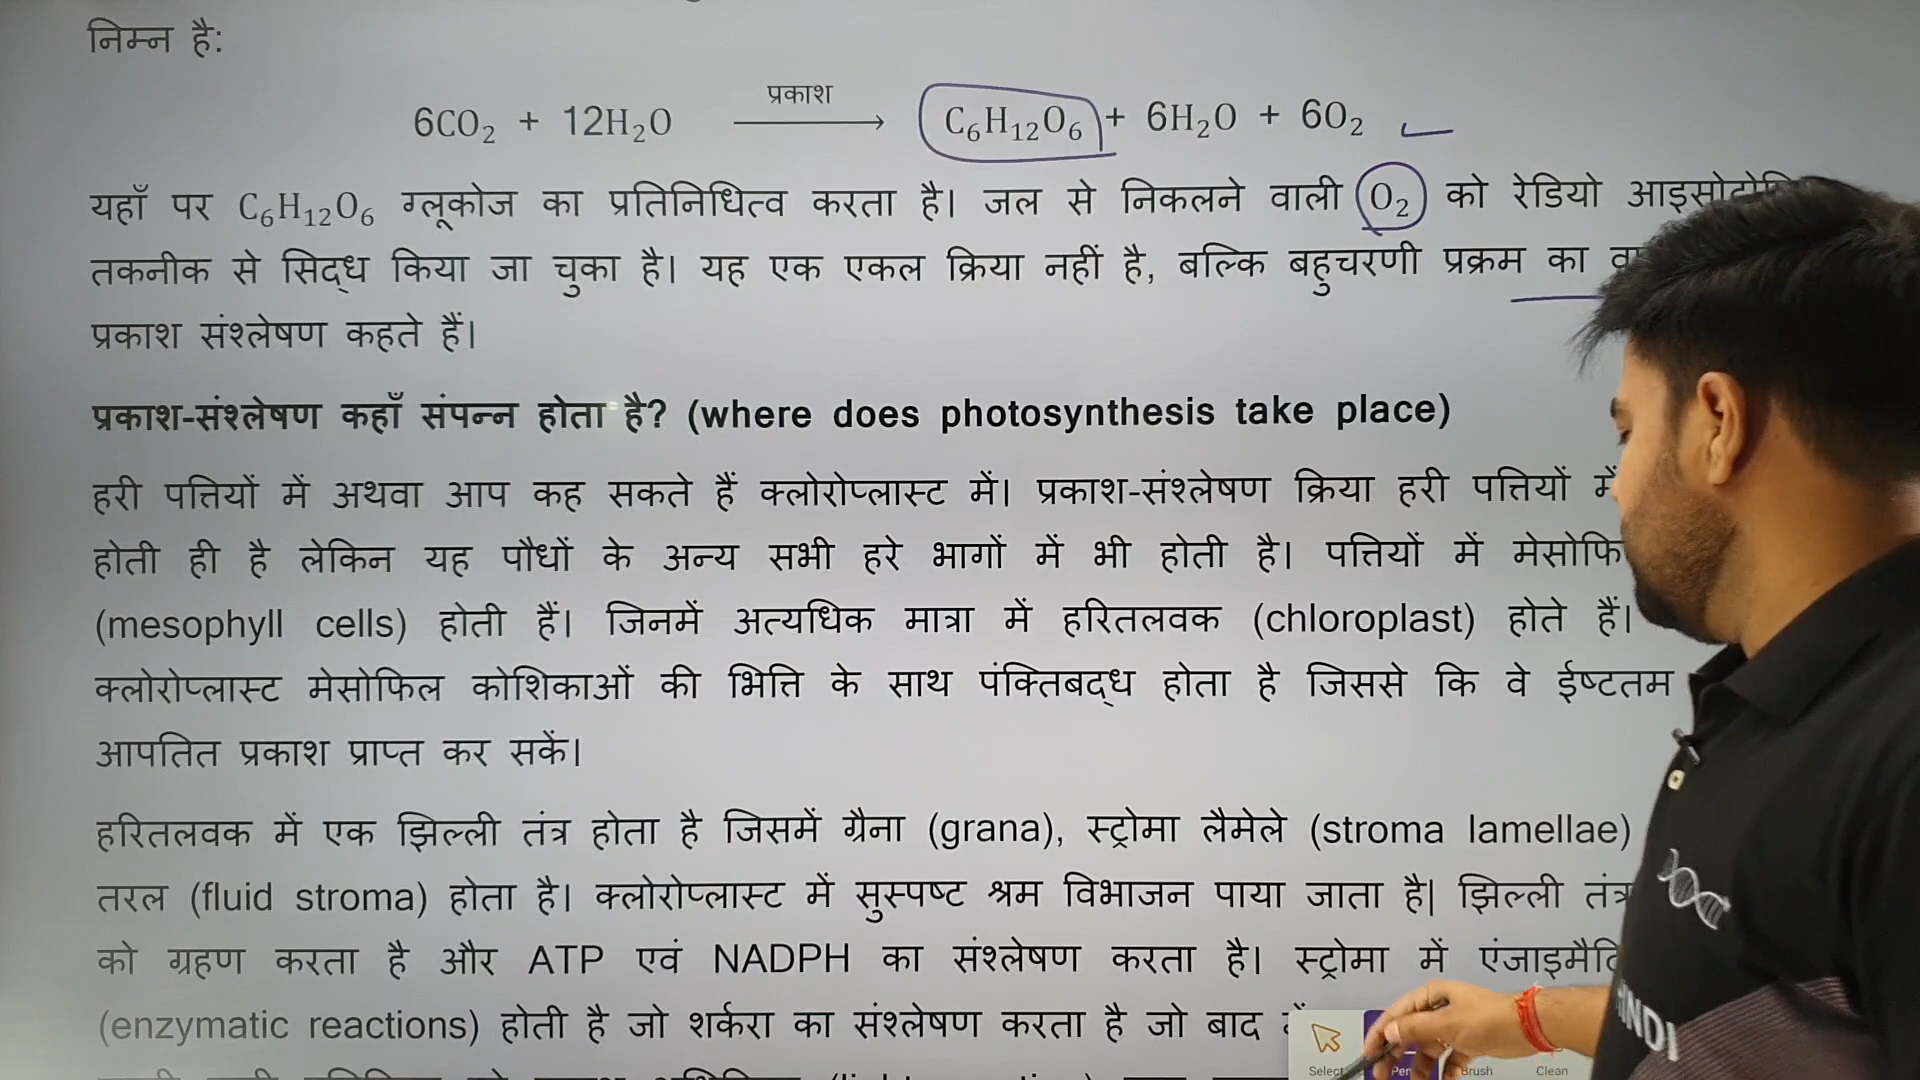 निम्न है:
प्रकाश
6CO₂ + 12H₂O ⟶ C₆H₁₂O₆ + 6H₂O + 6O₂
यहाँ पर C₆H₁₂O₆ ग्लूकोज का प्रतिनिधित्व करता है। जल से निकलने वाली O₂ को रेडियो
तकनीक से सिद्ध किया जा चुका है। यह एक एकल क्रिया नहीं है, बल्कि बहुचरणी प्रक्रम का
प्रकाश संश्लेषण कहते हैं।
प्रकाश-संश्लेषण कहाँ संपन्न होता है? (where does photosynthesis take place)
हरी पत्तियों में अथवा आप कह सकते हैं क्लोरोप्लास्ट में। प्रकाश-संश्लेषण क्रिया हरी पत्तियों में
होती ही है लेकिन यह पौधों के अन्य सभी हरे भागों में भी होती है। पत्तियों में
(mesophyll cells) होती हैं। जिनमें अत्यधिक मात्रा में हरितलवक (chloroplast) होते हैं।
क्लोरोप्लास्ट मेसोफिल कोशिकाओं की भित्ति के साथ पंक्तिबद्ध होता है जिससे कि वे ईष्टतम
आपतित प्रकाश प्राप्त कर सकें।
हरितलवक में एक झिल्ली तंत्र होता है जिसमें ग्रैना (grana), स्ट्रोमा लैमेले (stroma lamellae)
तरल (fluid stroma) होता है। क्लोरोप्लास्ट में सुस्पष्ट श्रम विभाजन पाया जाता है| झिल्ली तंत्र
को ग्रहण करता है और ATP एवं NADPH का संश्लेषण करता है। स्ट्रोमा में
(enzymatic reactions) होती है जो शर्करा का संश्लेषण करता है जो बाद
Select Pen Brush Clean